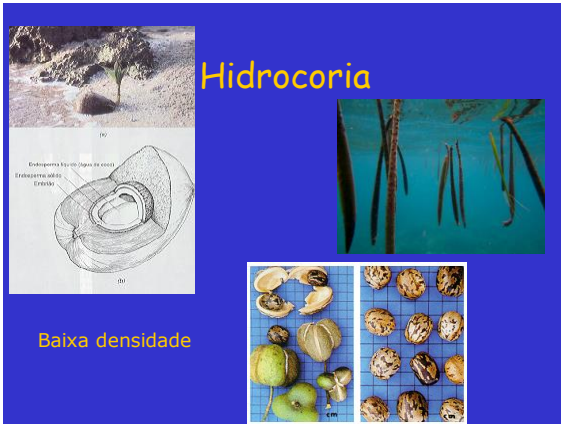 Hidrocoria
(a)
Endosperma líquido (água de coco)
Endosperma sólido
Embrião
(b)
Baixa densidade
cm